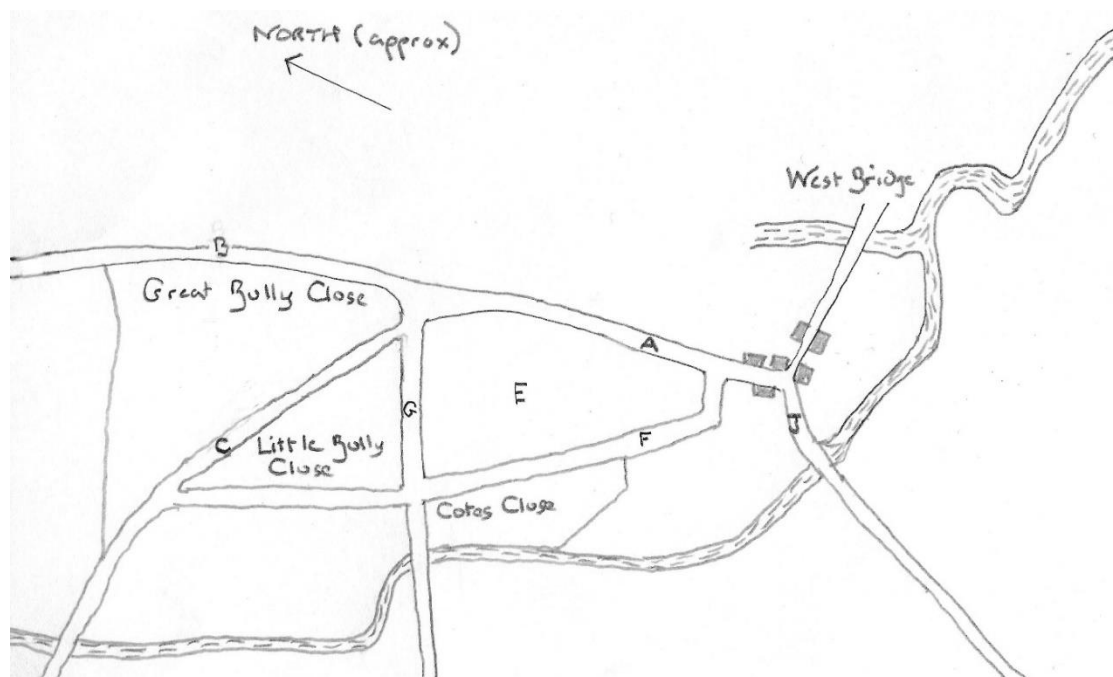 NORTH (approx)
West Bridge
B
Great Bully Close
A
E
G
F
J
C
Little Bully
Close
Cotes Close